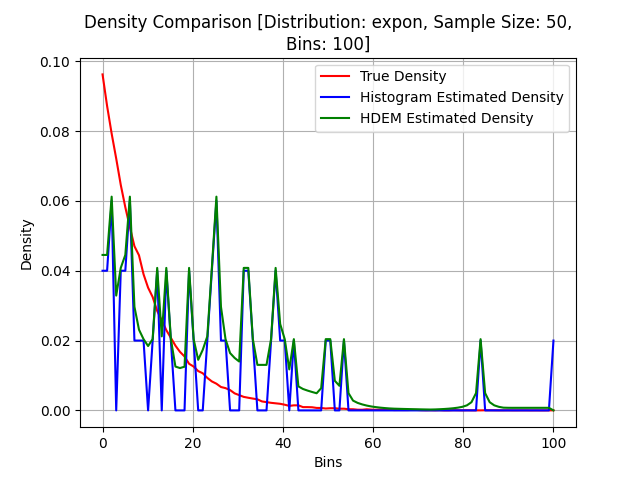 Density Comparison [Distribution: expon, Sample Size: 50,
Bins: 100]
True Density
Histogram Estimated Density
HDEM Estimated Density
Density
0.10
0.08
0.06
0.04
0.02
0.00
0 20 40 60 80 100
Bins